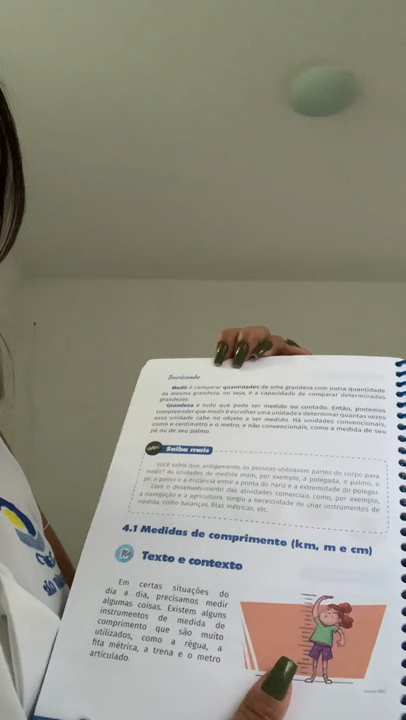 Teorizando
Medir é comparar quantidades de uma grandeza com outra quantidade
da mesma grandeza, ou seja, é a capacidade de comparar determinadas
grandezas.
Grandeza é tudo que pode ser medido ou contado. Então, podemos
compreender que medir é escolher uma unidade e determinar quantas vezes
essa unidade cabe no objeto a ser medido. Há unidades convencionais,
como o centímetro e o metro, e não convencionais, como a medida de seu
pé ou de seu palmo.
Saiba mais
Você sabia que, antigamente, as pessoas utilizavam partes do corpo para
medir? As unidades de medida eram, por exemplo, a polegada, o palmo, o
pé, o passo e a distância entre a ponta do nariz e a extremidade do polegar.
Com o desenvolvimento das atividades comerciais como, por exemplo,
a navegação e a agricultura, surgiu a necessidade de criar instrumentos de
medida, como balanças, fitas métricas, etc.
4.1 Medidas de comprimento (km, m e cm)
Texto e contexto
Em certas situações do
dia a dia, precisamos medir
algumas coisas. Existem alguns
instrumentos de medida de
comprimento que são muito
utilizados, como a régua, a
fita métrica, a trena e o metro
articulado.